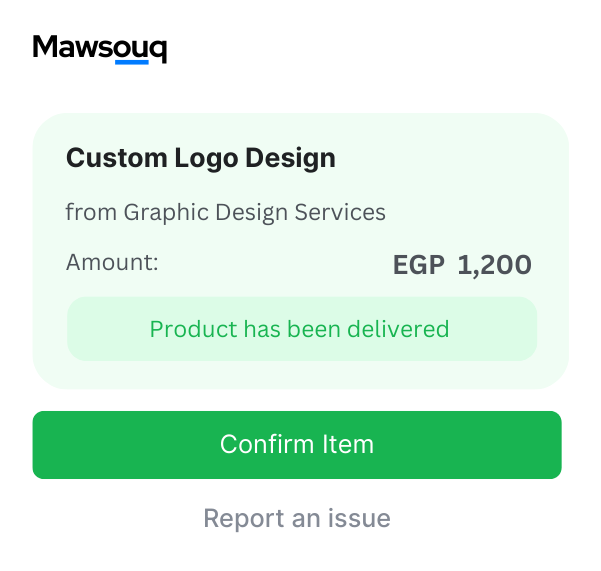 Mawsouq
Custom Logo Design
from Graphic Design Services
Amount: EGP 1,200
Product has been delivered
Confirm Item
Report an issue